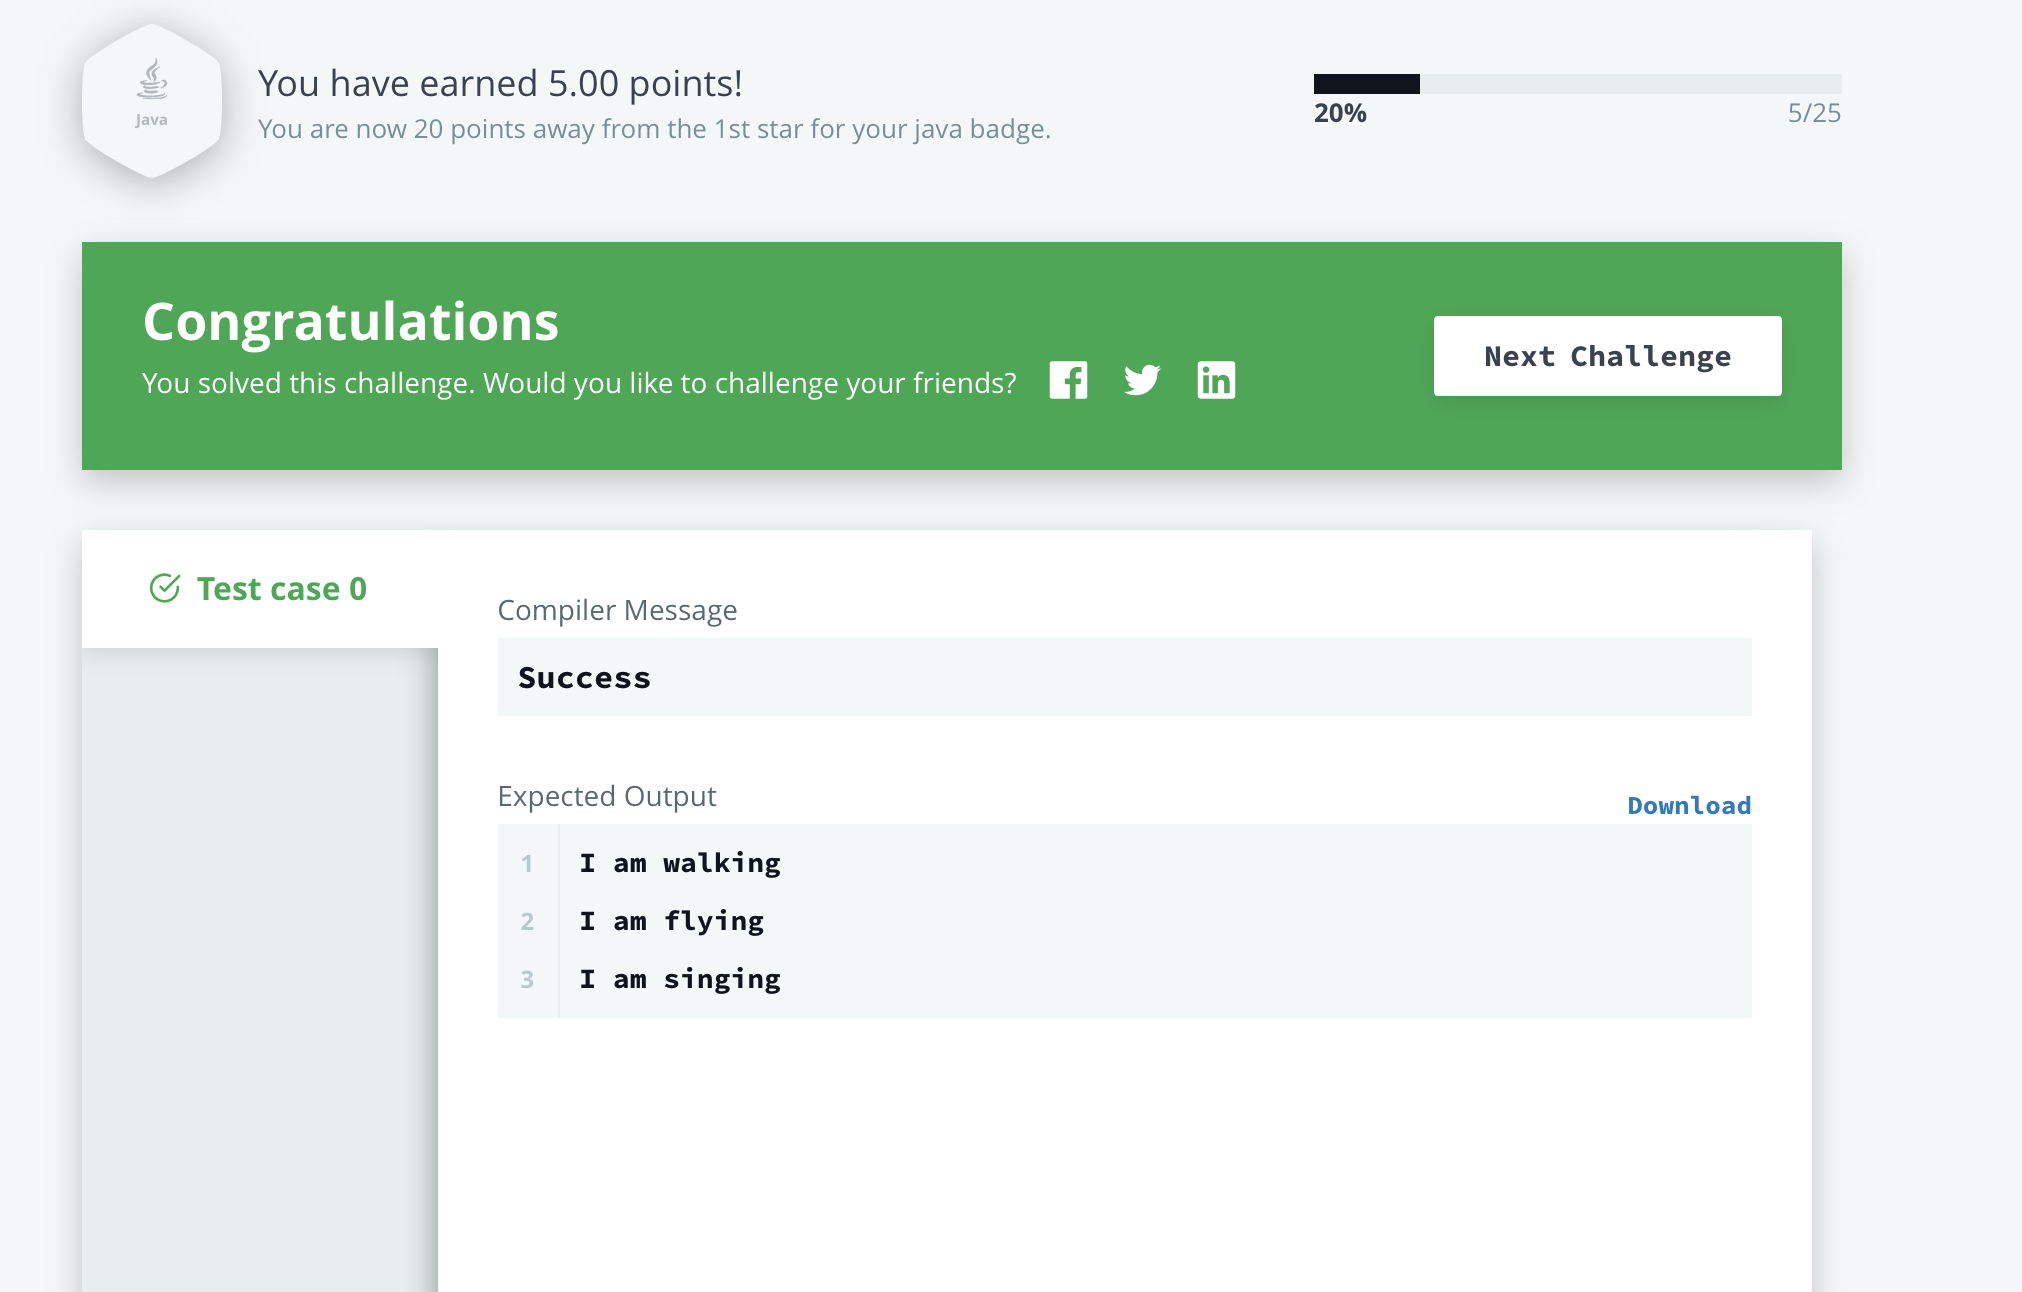 Java
You have earned 5.00 points!
You are now 20 points away from the 1st star for your java badge.
20%
5/25
Congratulations
You solved this challenge. Would you like to challenge your friends?
Next Challenge
Test case 0
Compiler Message
Success
Expected Output
Download
1 I am walking
2 I am flying
3 I am singing